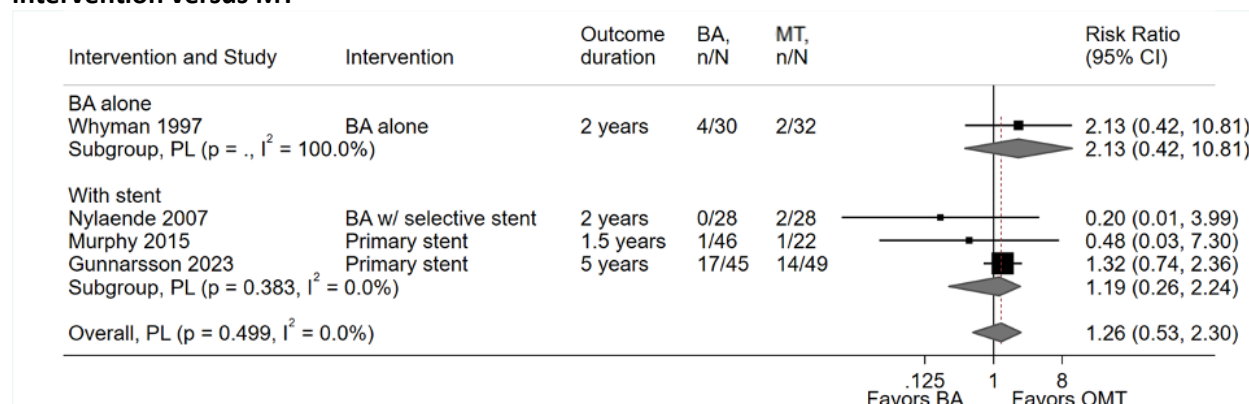 Intervention versus MT
Intervention and Study Intervention Outcome duration BA, n/N MT, n/N Risk Ratio (95% CI)
BA alone
Whyman 1997 BA alone 2 years 4/30 2/32 2.13 (0.42, 10.81)
Subgroup, PL (p = ., I² = 100.0%) 2.13 (0.42, 10.81)
With stent
Nylaende 2007 BA w/ selective stent 2 years 0/28 2/28 0.20 (0.01, 3.99)
Murphy 2015 Primary stent 1.5 years 1/46 1/22 0.48 (0.03, 7.30)
Gunnarsson 2023 Primary stent 5 years 17/45 14/49 1.32 (0.74, 2.36)
Subgroup, PL (p = 0.383, I² = 0.0%) 1.19 (0.26, 2.24)
Overall, PL (p = 0.499, I² = 0.0%) 1.26 (0.53, 2.30)
.125 1 8
Favors BA Favors OMT